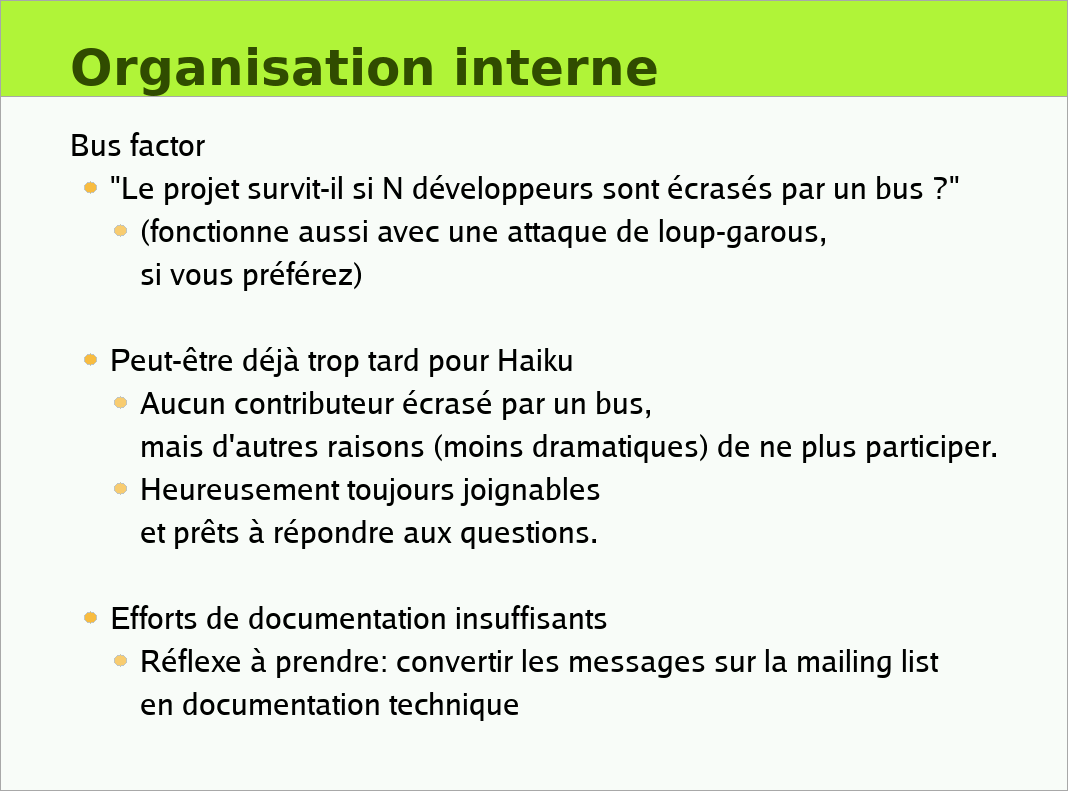 Organisation interne
Bus factor
"Le projet survit-il si N développeurs sont écrasés par un bus ?"
(fonctionne aussi avec une attaque de loup-garous,
si vous préférez)
Peut-être déjà trop tard pour Haiku
Aucun contributeur écrasé par un bus,
mais d'autres raisons (moins dramatiques) de ne plus participer.
Heureusement toujours joignables
et prêts à répondre aux questions.
Efforts de documentation insuffisants
Réflexe à prendre: convertir les messages sur la mailing list
en documentation technique